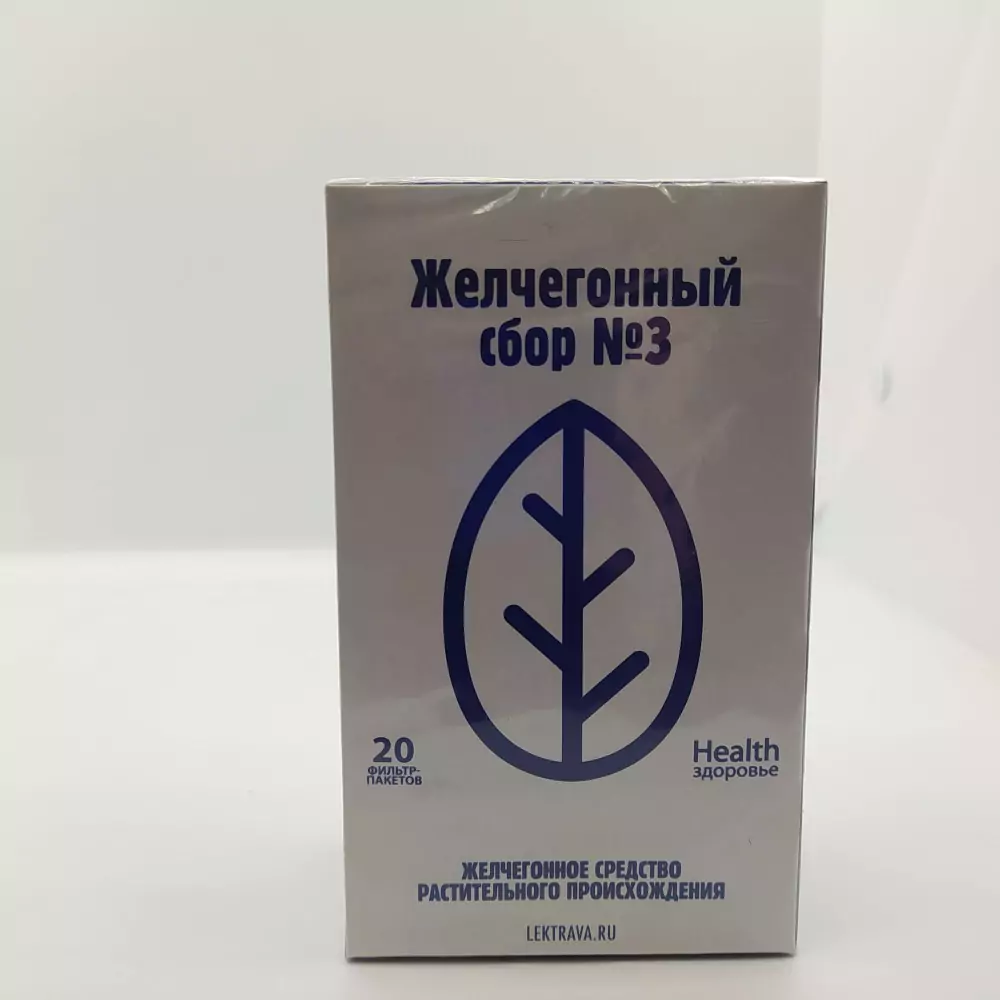 Желчегонный
сбор №3
20
ФИЛЬТР-
ПАКЕТОВ
Health
здоровье
ЖЕЛЧЕГОННОЕ СРЕДСТВО
РАСТИТЕЛЬНОГО ПРОИСХОЖДЕНИЯ
LEKTRAVA.RU